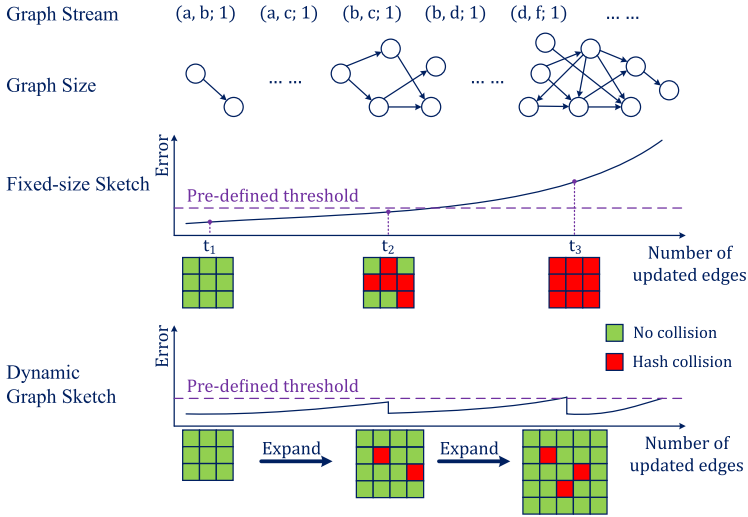 Graph Stream (a, b; 1) (a, c; 1) (b, c; 1) (b, d; 1) (d, f; 1) ... ...
Graph Size ... ... ... ...
Error
Fixed-size Sketch
Pre-defined threshold
t1 t2 t3
Number of
updated edges
Error
No collision
Hash collision
Dynamic
Graph Sketch
Pre-defined threshold
Expand Expand
Number of
updated edges